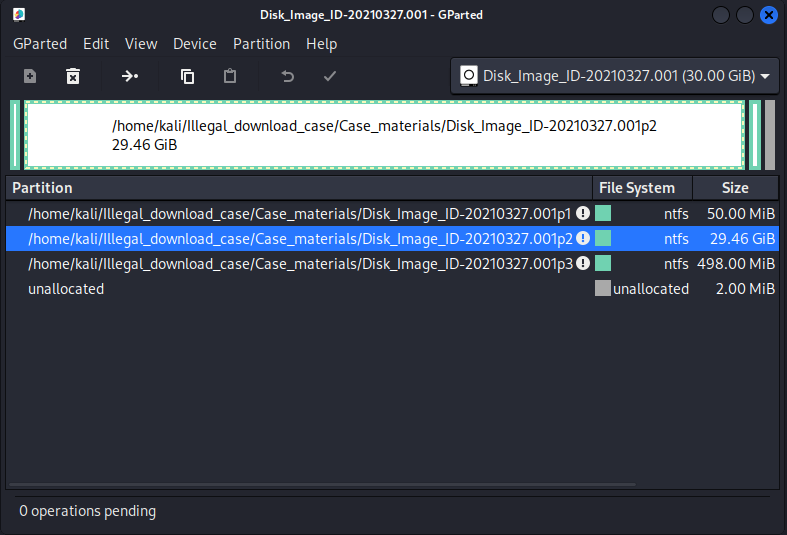 Disk_Image_ID-20210327.001 - GParted
GParted Edit View Device Partition Help
Disk_Image_ID-20210327.001 (30.00 GiB)
/home/kali/Illegal_download_case/Case_materials/Disk_Image_ID-20210327.001p2
29.46 GiB
Partition File System Size
/home/kali/Illegal_download_case/Case_materials/Disk_Image_ID-20210327.001p1 ntfs 50.00 MiB
/home/kali/Illegal_download_case/Case_materials/Disk_Image_ID-20210327.001p2 ntfs 29.46 GiB
/home/kali/Illegal_download_case/Case_materials/Disk_Image_ID-20210327.001p3 ntfs 498.00 MiB
unallocated unallocated 2.00 MiB
0 operations pending